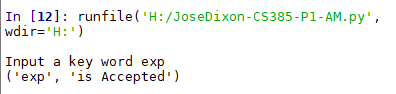 In [12]: runfile('H:/JoseDixon-CS385-P1-AM.py',
wdir='H:')
Input a key word exp
('exp', 'is Accepted')